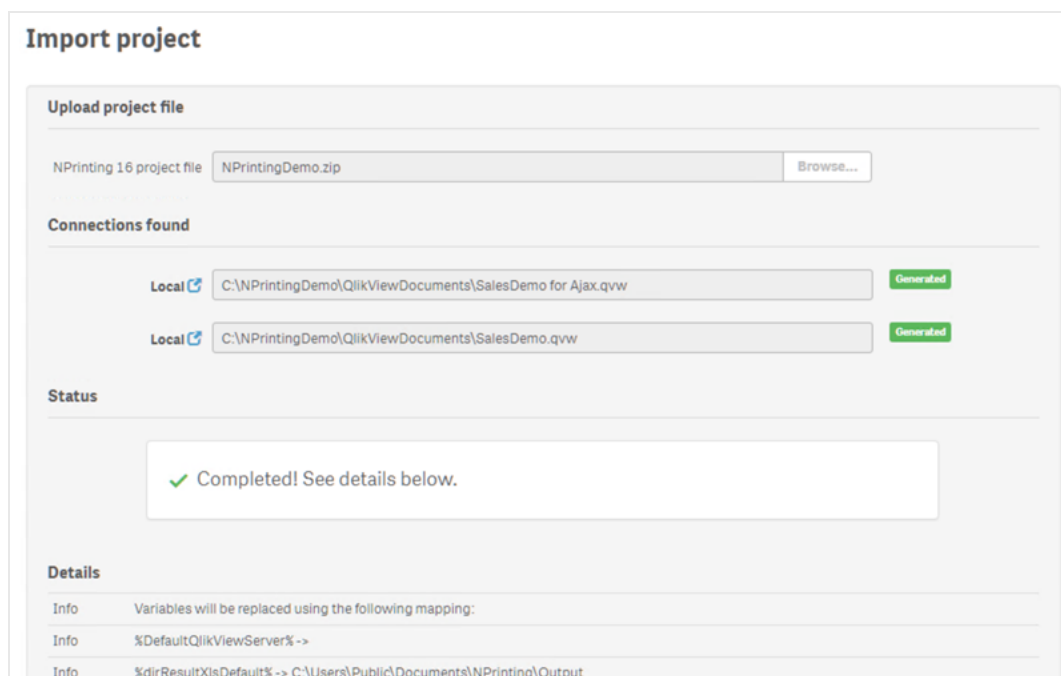 Import project
Upload project file
NPrinting 16 project file NPrintingDemo.zip Browse...
Connections found
Local C:\NPrintingDemo\QlikViewDocuments\SalesDemo for Ajax.qvw Generated
Local C:\NPrintingDemo\QlikViewDocuments\SalesDemo.qvw Generated
Status
Completed! See details below.
Details
Info Variables will be replaced using the following mapping:
Info %DefaultQlikViewServer% ->
Info %dirResultXlsDefault% -> C:\Users\Public\Documents\NPrinting\Output